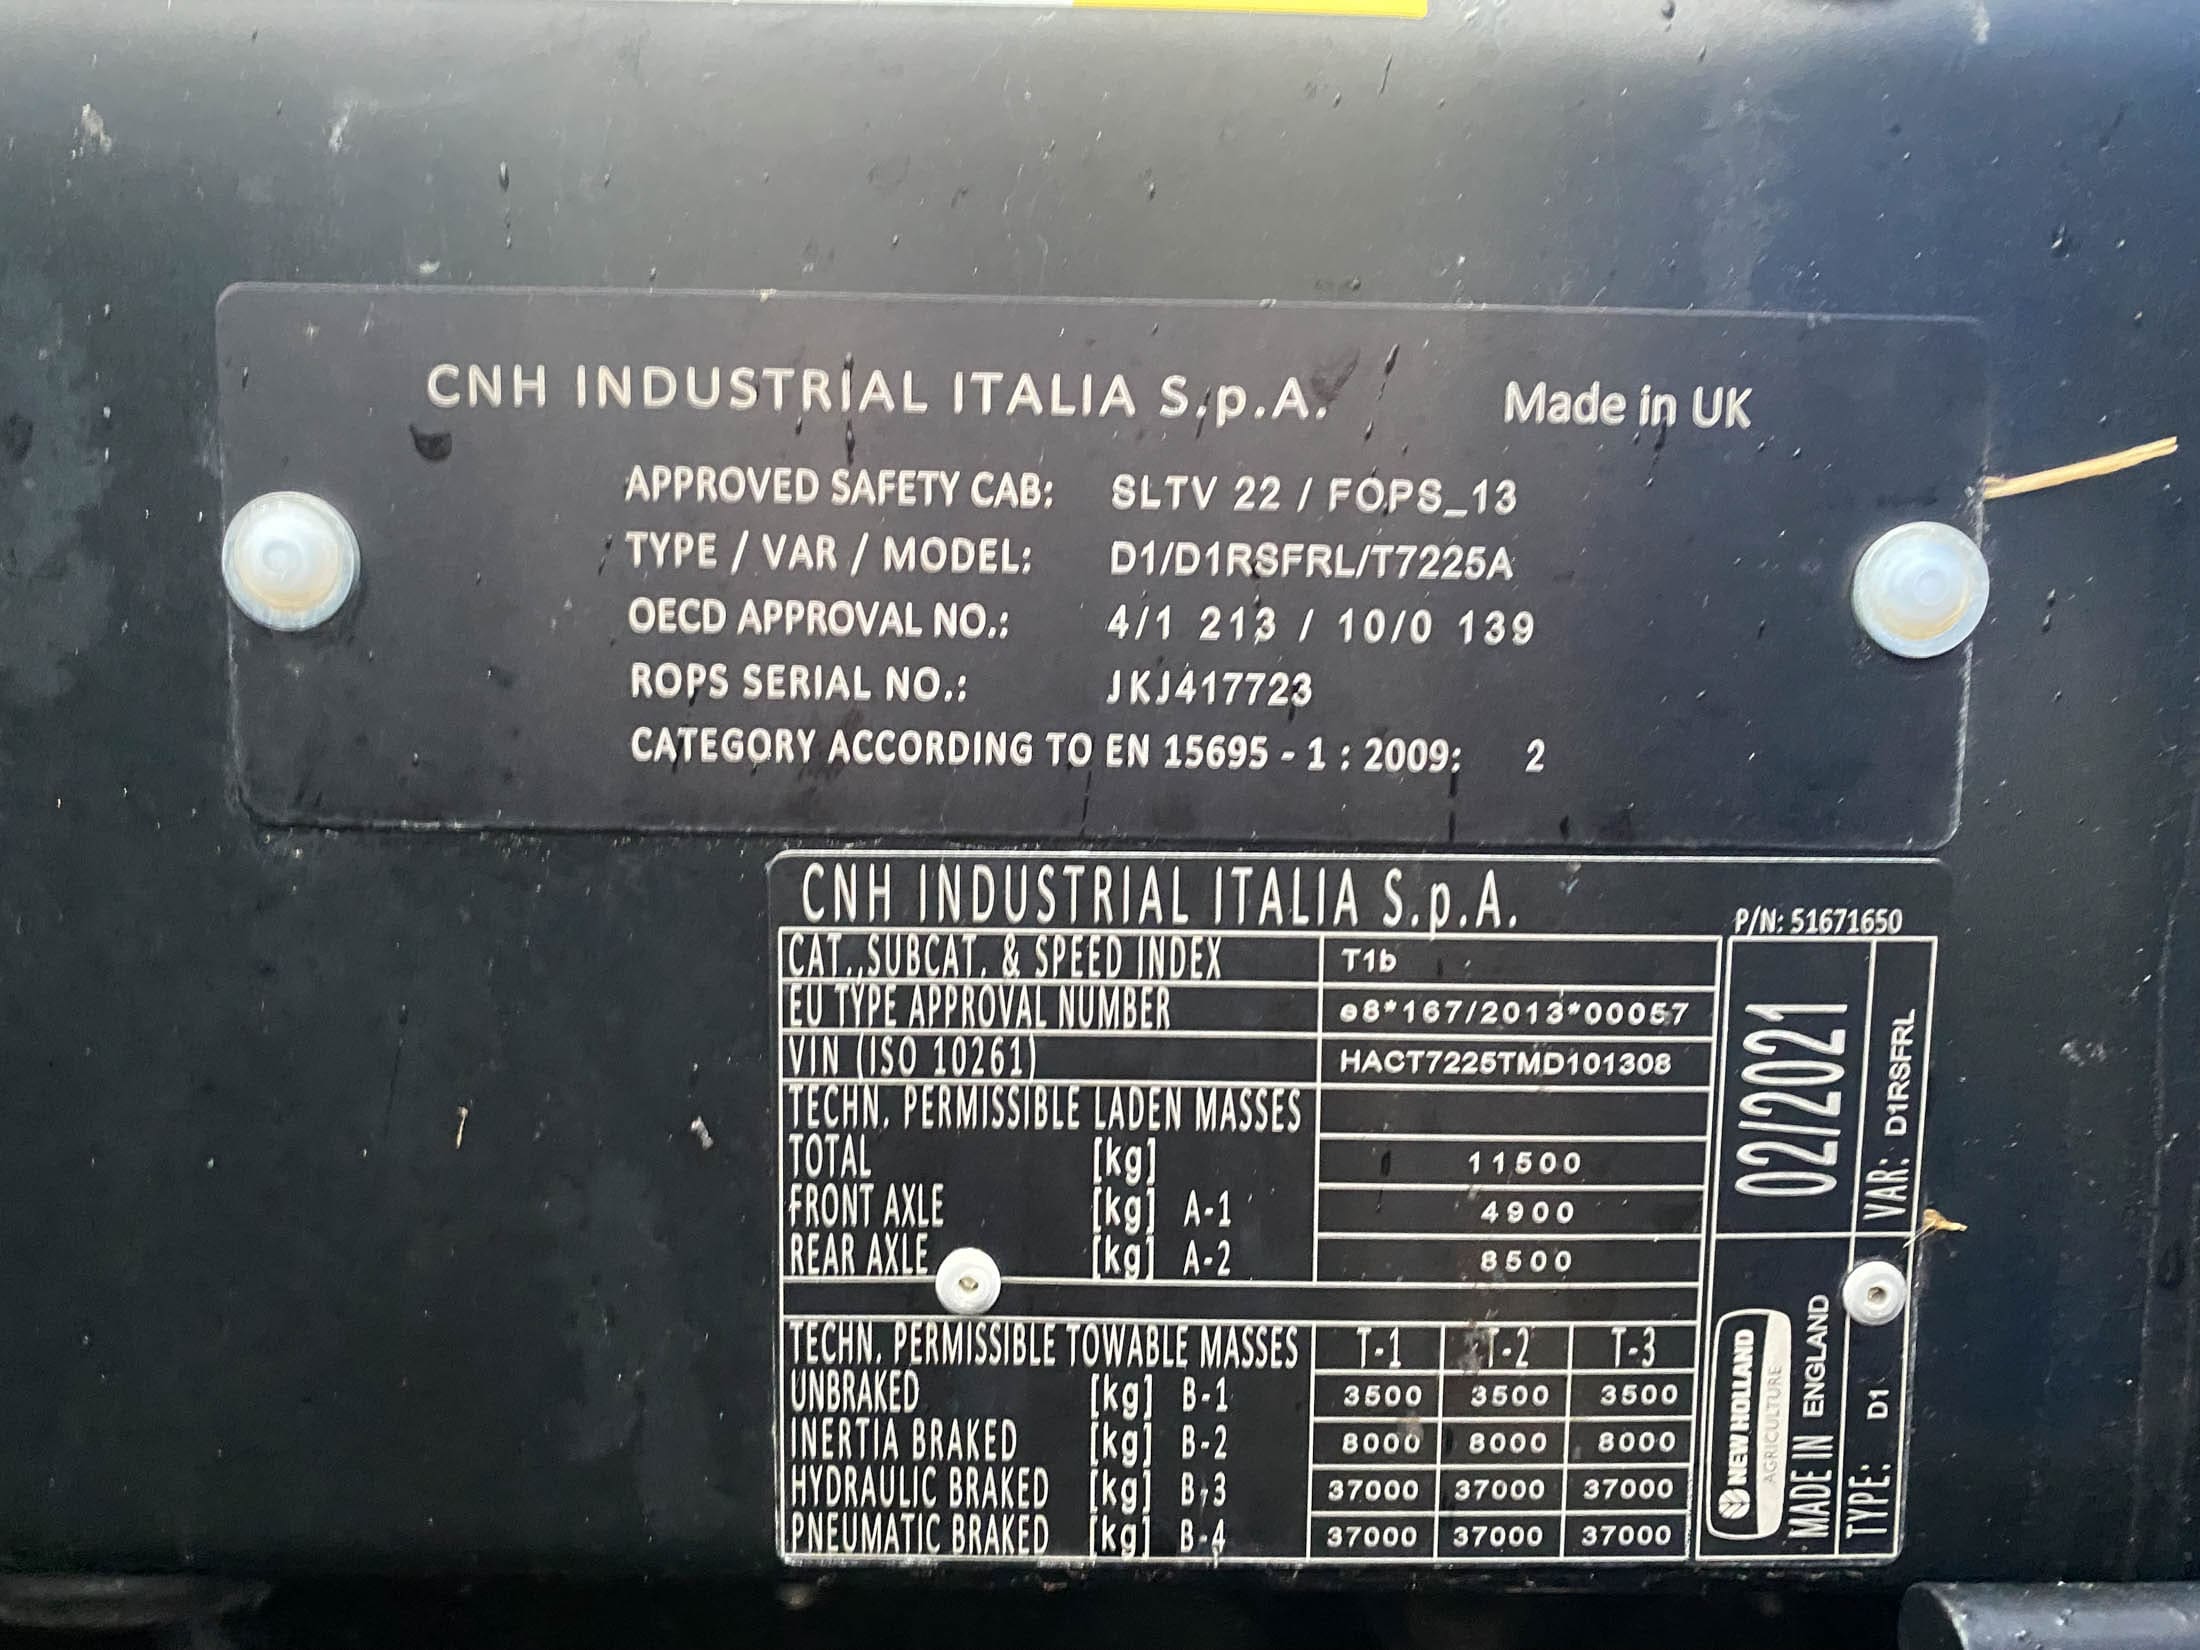 CNH INDUSTRIAL ITALIA S.p.A. Made in UK
APPROVED SAFETY CAB: SLTV 22 / FOPS_13
TYPE / VAR / MODEL: D1/D1RSFRL/T7225A
OECD APPROVAL NO.: 4/1 213 / 10/0 139
ROPS SERIAL NO.: JKJ417723
CATEGORY ACCORDING TO EN 15695 - 1 : 2009: 2
CNH INDUSTRIAL ITALIA S.p.A.
P/N: 51671650
CAT., SUBCAT. & SPEED INDEX T1b
EU TYPE APPROVAL NUMBER e8*167/2013*00057
VIN (ISO 10261) HACT7225TMD101308
TECHN. PERMISSIBLE LADEN MASSES
TOTAL [kg] 11500
FRONT AXLE [kg] A-1 4900
REAR AXLE [kg] A-2 8500
TECHN. PERMISSIBLE TOWABLE MASSES T-1 T-2 T-3
UNBRAKED [kg] B-1 3500 3500 3500
INERTIA BRAKED [kg] B-2 8000 8000 8000
HYDRAULIC BRAKED [kg] B-3 37000 37000 37000
PNEUMATIC BRAKED [kg] B-4 37000 37000 37000
02/2021
VAR: D1RSFRL
NEW HOLLAND
AGRICULTURE
MADE IN ENGLAND
TYPE: D1